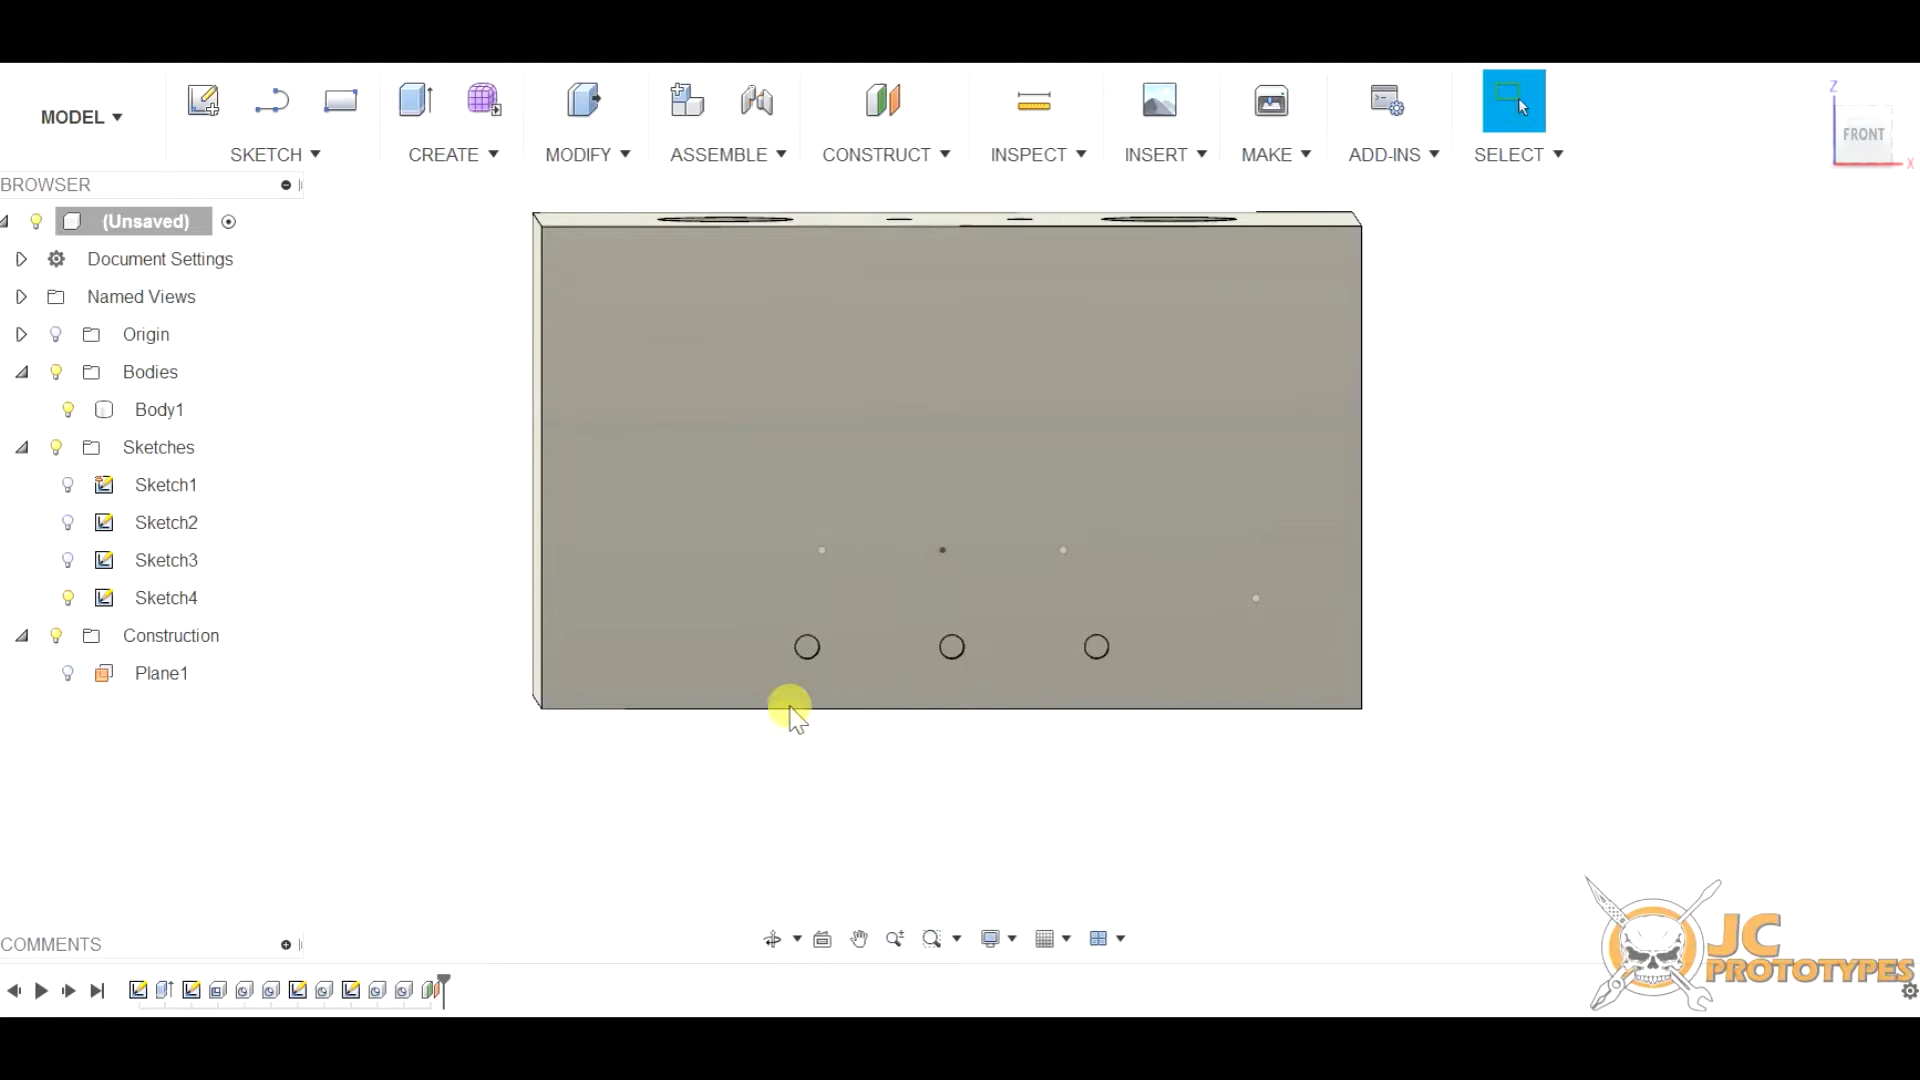 MODEL
SKETCH
CREATE
MODIFY
ASSEMBLE
CONSTRUCT
INSPECT
INSERT
MAKE
ADD-INS
SELECT
Z
FRONT
X
BROWSER
(Unsaved)
Document Settings
Named Views
Origin
Bodies
Body1
Sketches
Sketch1
Sketch2
Sketch3
Sketch4
Construction
Plane1
COMMENTS
JC
PROTOTYPES